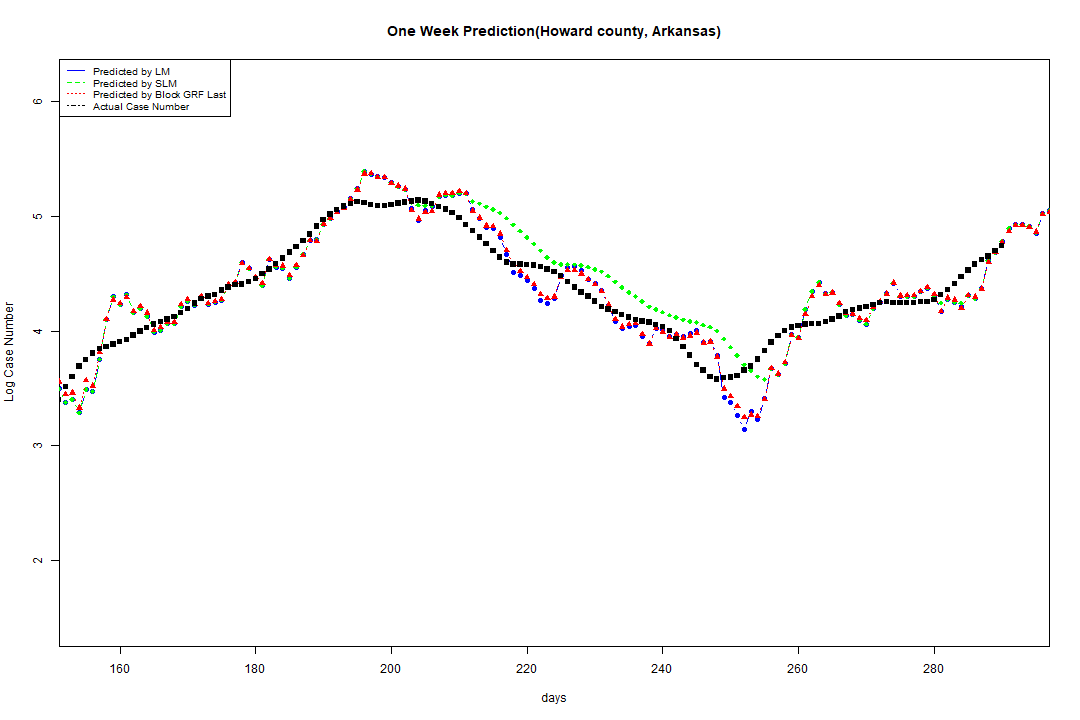 One Week Prediction(Howard county, Arkansas)
Predicted by LM
Predicted by SLM
Predicted by Block GRF Last
Actual Case Number
6
5
4
3
2
Log Case Number
160 180 200 220 240 260 280
days